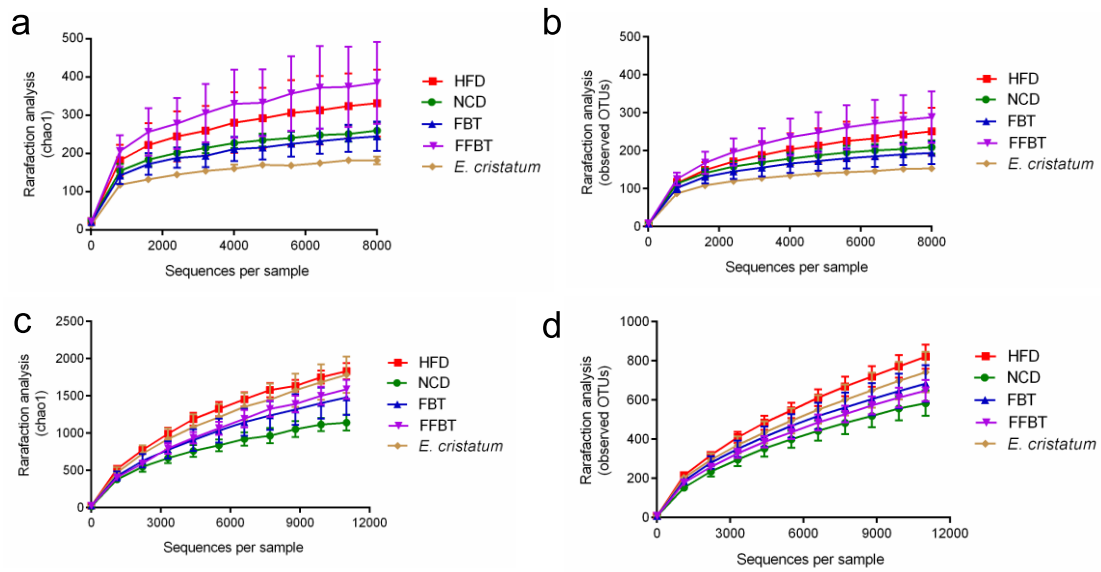 a
500
400
300
200
100
0
Rarafaction analysis
(chao1)
0
2000
4000
6000
8000
Sequences per sample
HFD
NCD
FBT
FFBT
E. cristatum
b
500
400
300
200
100
0
Rarafaction analysis
(observed OTUs)
0
2000
4000
6000
8000
Sequences per sample
HFD
NCD
FBT
FFBT
E. cristatum
c
2500
2000
1500
1000
500
0
Rarafaction analysis
(chao1)
0
3000
6000
9000
12000
Sequences per sample
HFD
NCD
FBT
FFBT
E. cristatum
d
1000
800
600
400
200
0
Rarafaction analysis
(observed OTUs)
0
3000
6000
9000
12000
Sequences per sample
HFD
NCD
FBT
FFBT
E. cristatum